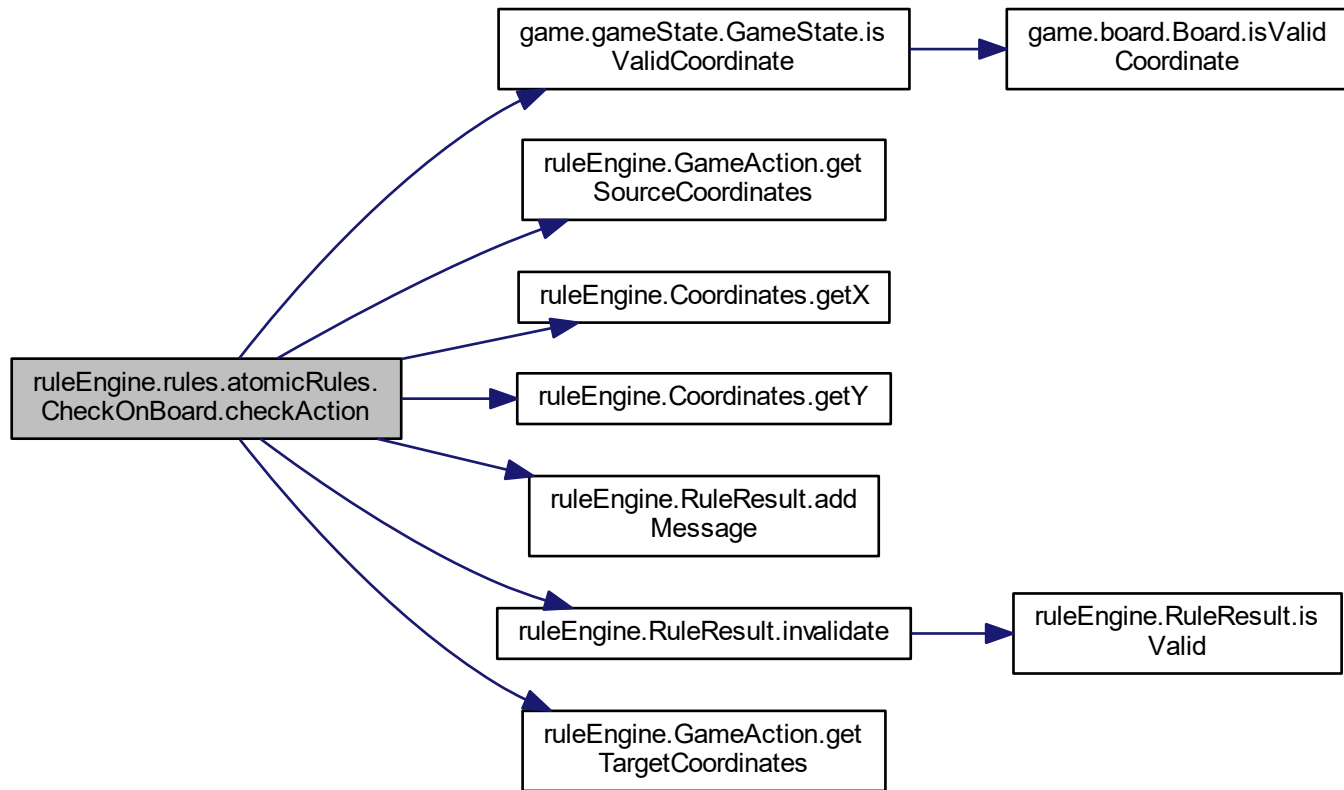 game.gameState.GameState.is
ValidCoordinate
game.board.Board.isValid
Coordinate
ruleEngine.GameAction.get
SourceCoordinates
ruleEngine.Coordinates.getX
ruleEngine.rules.atomicRules.
CheckOnBoard.checkAction
ruleEngine.Coordinates.getY
ruleEngine.RuleResult.add
Message
ruleEngine.RuleResult.invalidate
ruleEngine.RuleResult.is
Valid
ruleEngine.GameAction.get
TargetCoordinates